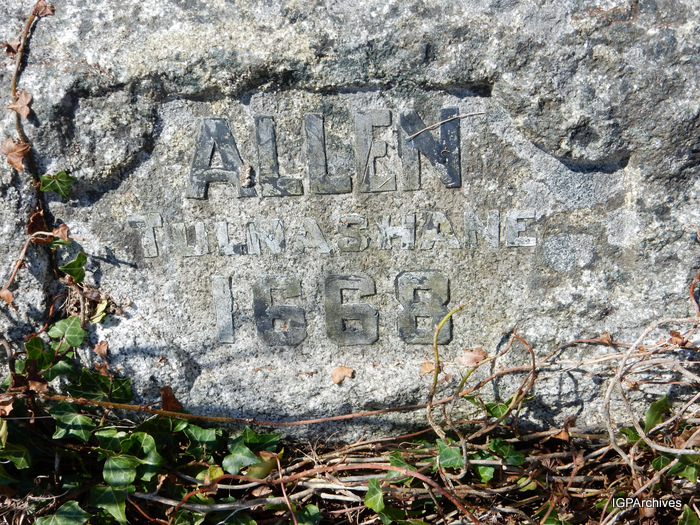 ALLEN
TULNASHANE
1668
IGPArchives